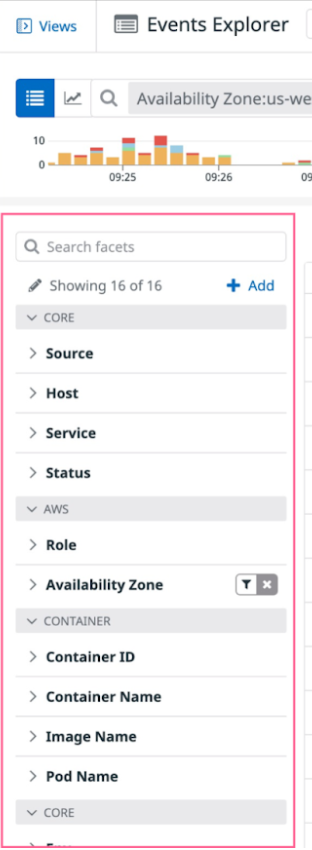 Views
Events Explorer
Availability Zone:us-we
10
0
09:25
09:26
09
Search facets
Showing 16 of 16
Add
CORE
Source
Host
Service
Status
AWS
Role
Availability Zone
CONTAINER
Container ID
Container Name
Image Name
Pod Name
CORE